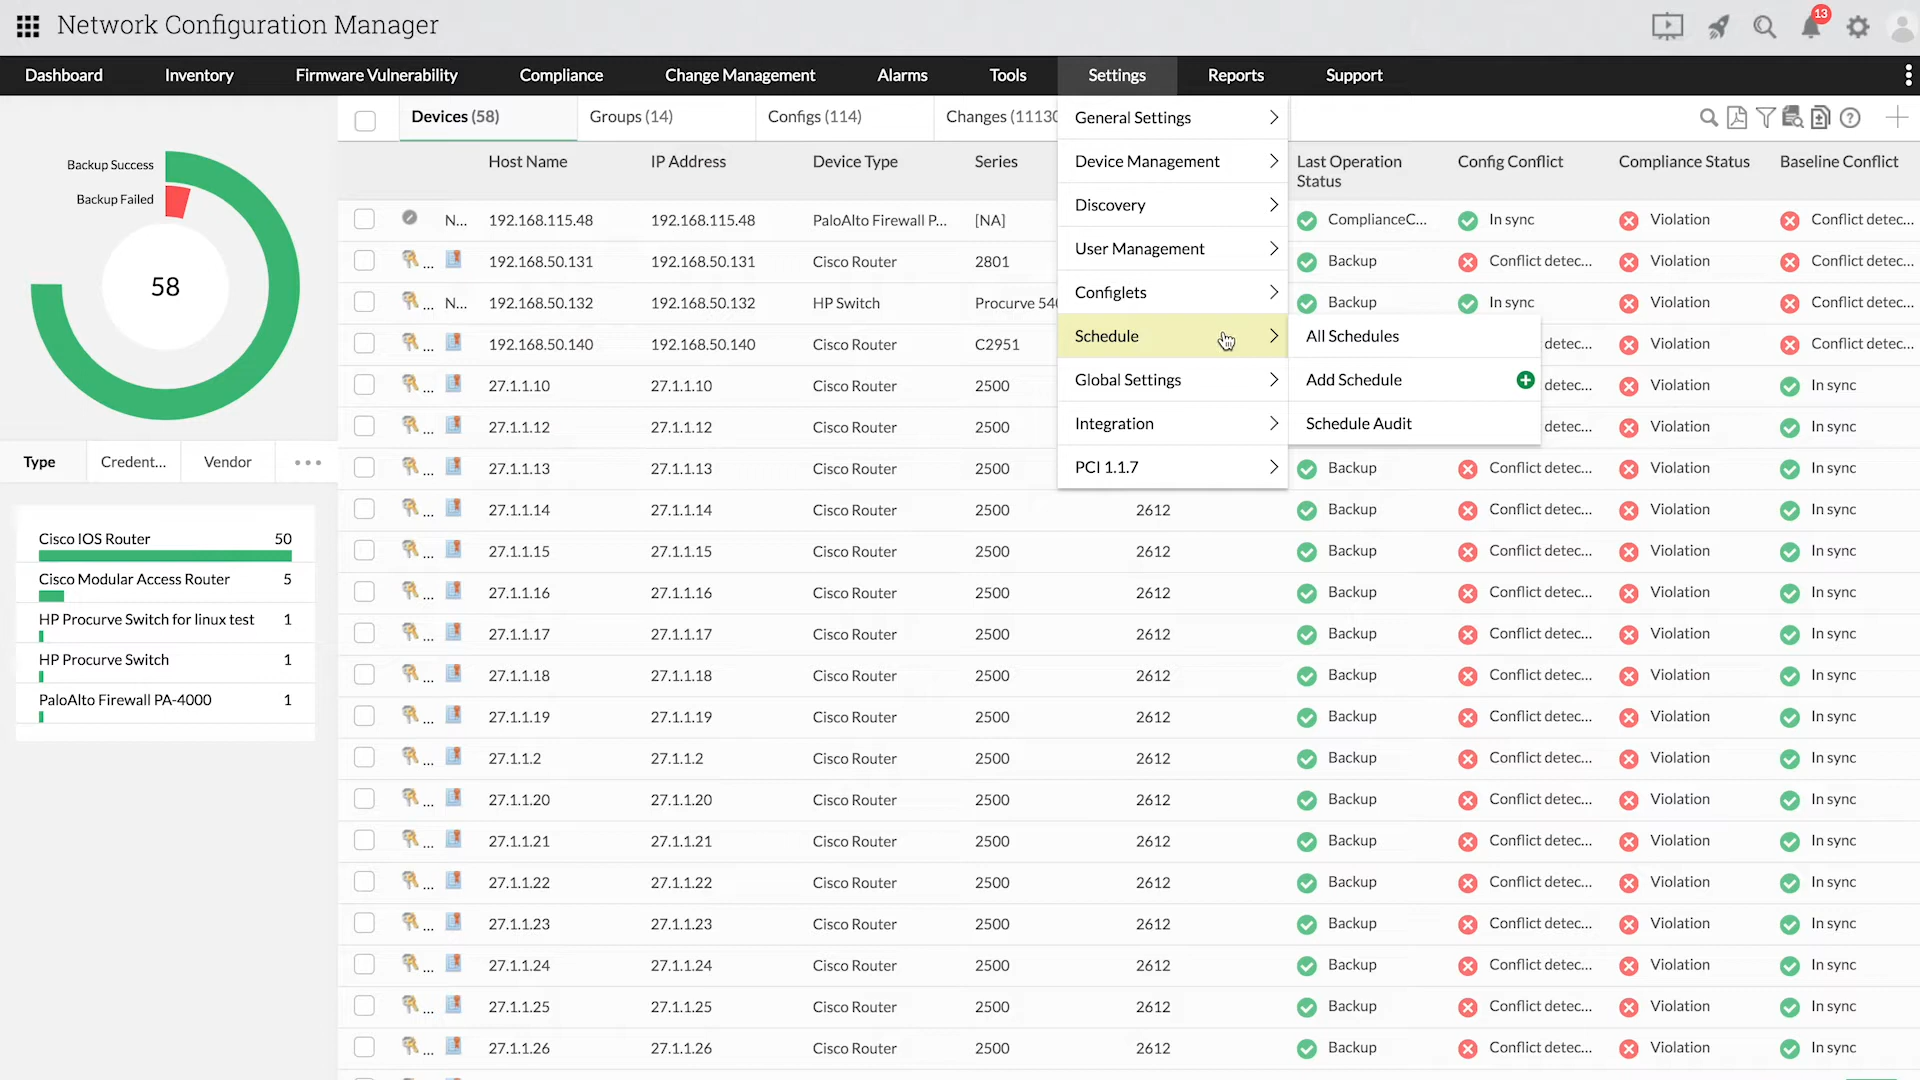 Network Configuration Manager
13
Dashboard Inventory Firmware Vulnerability Compliance Change Management Alarms Tools Settings Reports Support
Backup Success
Backup Failed
58
Type Credent... Vendor
Cisco IOS Router 50
Cisco Modular Access Router 5
HP Procurve Switch for linux test 1
HP Procurve Switch 1
PaloAlto Firewall PA-4000 1
Devices (58) Groups (14) Configs (114) Changes (11130
General Settings
Device Management
Discovery
User Management
Configlets
Schedule
Global Settings
Integration
PCI 1.1.7
All Schedules
Add Schedule
Schedule Audit
Host Name IP Address Device Type Series Last Operation Status Config Conflict Compliance Status Baseline Conflict
N... 192.168.115.48 192.168.115.48 PaloAlto Firewall P... [NA] ComplianceC... In sync Violation Conflict detec...
... 192.168.50.131 192.168.50.131 Cisco Router 2801 Backup Conflict detec... Violation Conflict detec...
... N... 192.168.50.132 192.168.50.132 HP Switch Procurve 540 Backup In sync Violation Conflict detec...
... 192.168.50.140 192.168.50.140 Cisco Router C2951 detec... Violation Conflict detec...
... 27.1.1.10 27.1.1.10 Cisco Router 2500 detec... Violation In sync
... 27.1.1.12 27.1.1.12 Cisco Router 2500 detec... Violation In sync
... 27.1.1.13 27.1.1.13 Cisco Router 2500 Backup Conflict detec... Violation In sync
... 27.1.1.14 27.1.1.14 Cisco Router 2500 2612 Backup Conflict detec... Violation In sync
... 27.1.1.15 27.1.1.15 Cisco Router 2500 2612 Backup Conflict detec... Violation In sync
... 27.1.1.16 27.1.1.16 Cisco Router 2500 2612 Backup Conflict detec... Violation In sync
... 27.1.1.17 27.1.1.17 Cisco Router 2500 2612 Backup Conflict detec... Violation In sync
... 27.1.1.18 27.1.1.18 Cisco Router 2500 2612 Backup Conflict detec... Violation In sync
... 27.1.1.19 27.1.1.19 Cisco Router 2500 2612 Backup Conflict detec... Violation In sync
... 27.1.1.2 27.1.1.2 Cisco Router 2500 2612 Backup Conflict detec... Violation In sync
... 27.1.1.20 27.1.1.20 Cisco Router 2500 2612 Backup Conflict detec... Violation In sync
... 27.1.1.21 27.1.1.21 Cisco Router 2500 2612 Backup Conflict detec... Violation In sync
... 27.1.1.22 27.1.1.22 Cisco Router 2500 2612 Backup Conflict detec... Violation In sync
... 27.1.1.23 27.1.1.23 Cisco Router 2500 2612 Backup Conflict detec... Violation In sync
... 27.1.1.24 27.1.1.24 Cisco Router 2500 2612 Backup Conflict detec... Violation In sync
... 27.1.1.25 27.1.1.25 Cisco Router 2500 2612 Backup Conflict detec... Violation In sync
... 27.1.1.26 27.1.1.26 Cisco Router 2500 2612 Backup Conflict detec... Violation In sync